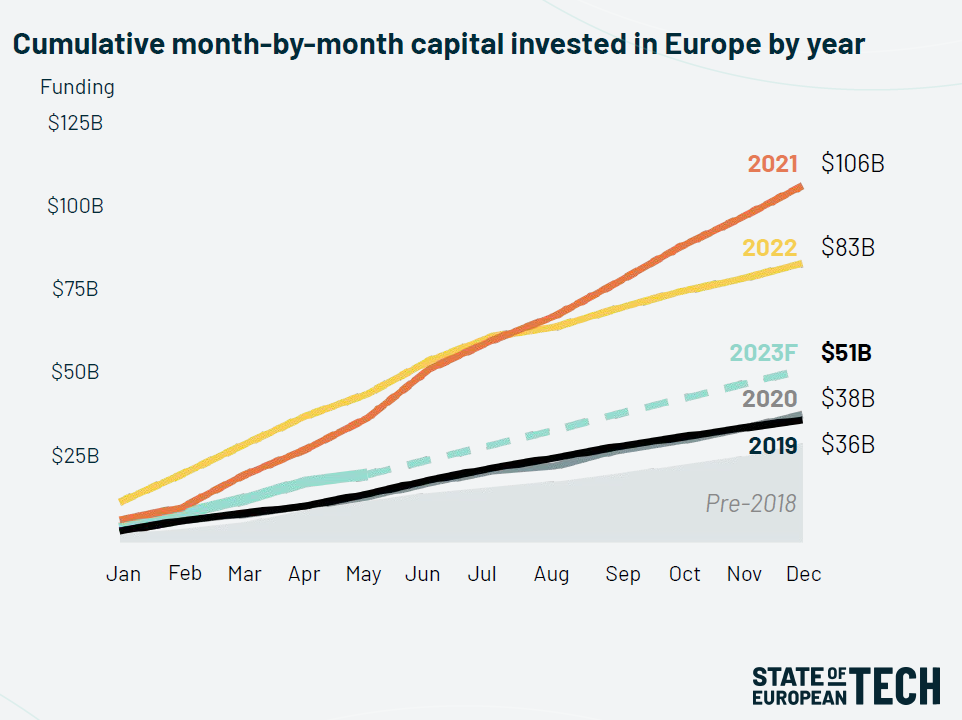 Cumulative month-by-month capital invested in Europe by year
Funding
$125B
2021 $106B
$100B
2022 $83B
$75B
2023F $51B
$50B
2020 $38B
2019 $36B
$25B
Pre-2018
Jan Feb Mar Apr May Jun Jul Aug Sep Oct Nov Dec
STATE OF
EUROPEAN TECH